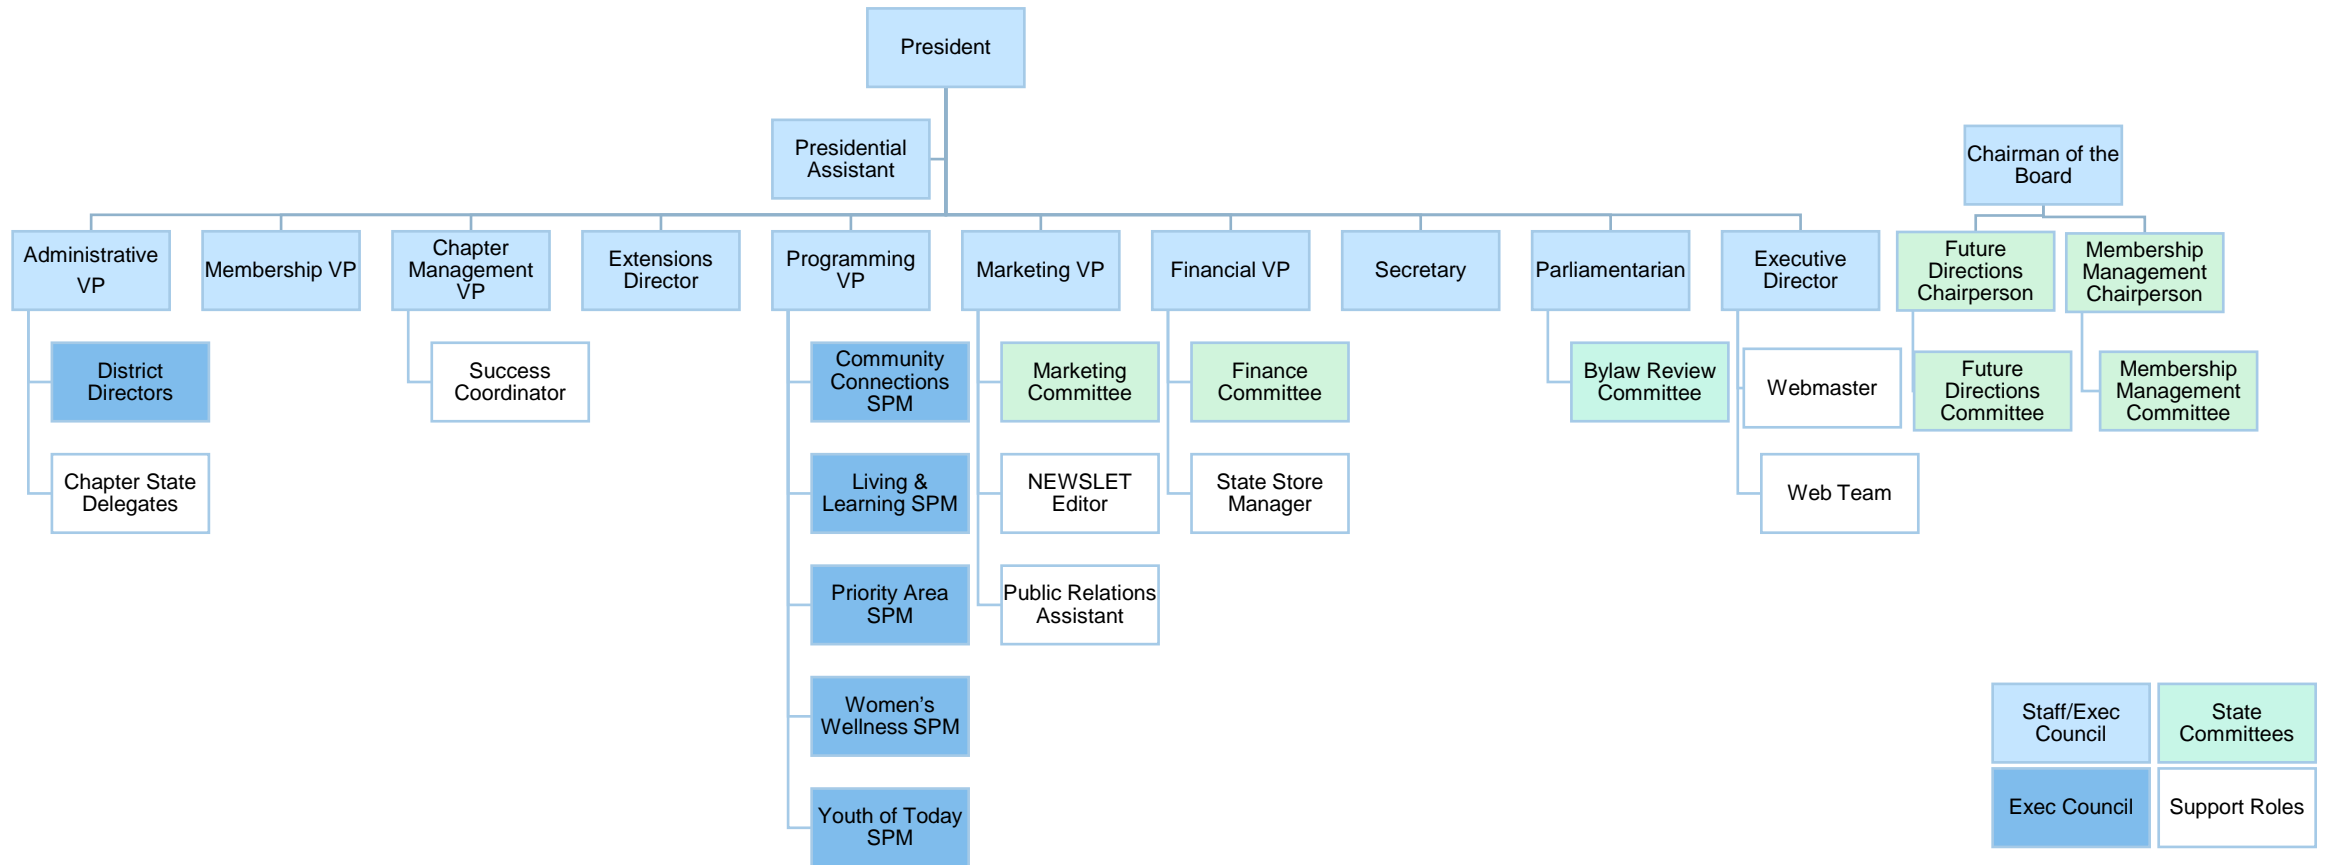 President
Presidential
Assistant
Chairman of the
Board
Administrative
VP
Membership VP
Chapter
Management
VP
Extensions
Director
Programming
VP
Marketing VP
Financial VP
Secretary
Parliamentarian
Executive
Director
Future
Directions
Chairperson
Membership
Management
Chairperson
District
Directors
Success
Coordinator
Community
Connections
SPM
Marketing
Committee
Finance
Committee
Bylaw Review
Committee
Webmaster
Future
Directions
Committee
Membership
Management
Committee
Chapter State
Delegates
Living &
Learning SPM
NEWSLET
Editor
State Store
Manager
Web Team
Priority Area
SPM
Public Relations
Assistant
Women’s
Wellness SPM
Youth of Today
SPM
Staff/Exec
Council
State
Committees
Exec Council
Support Roles